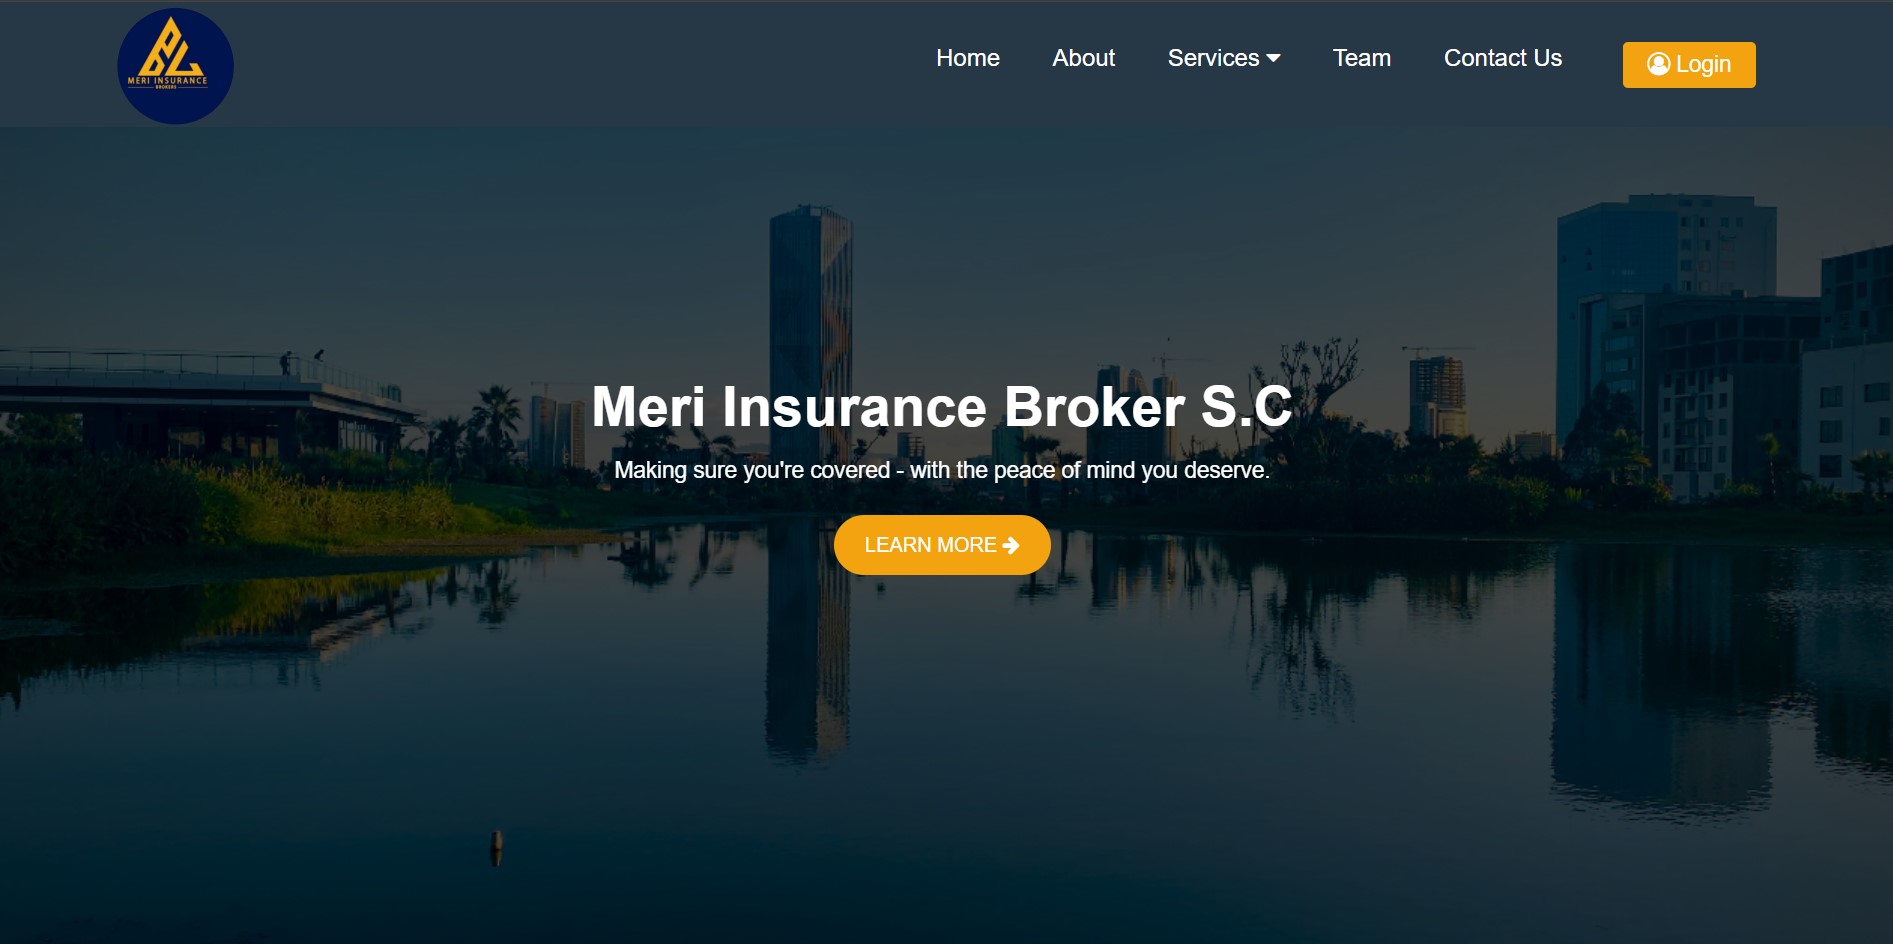 MERI INSURANCE
BROKERS
Home About Services Team Contact Us Login
Meri Insurance Broker S.C
Making sure you're covered - with the peace of mind you deserve.
LEARN MORE